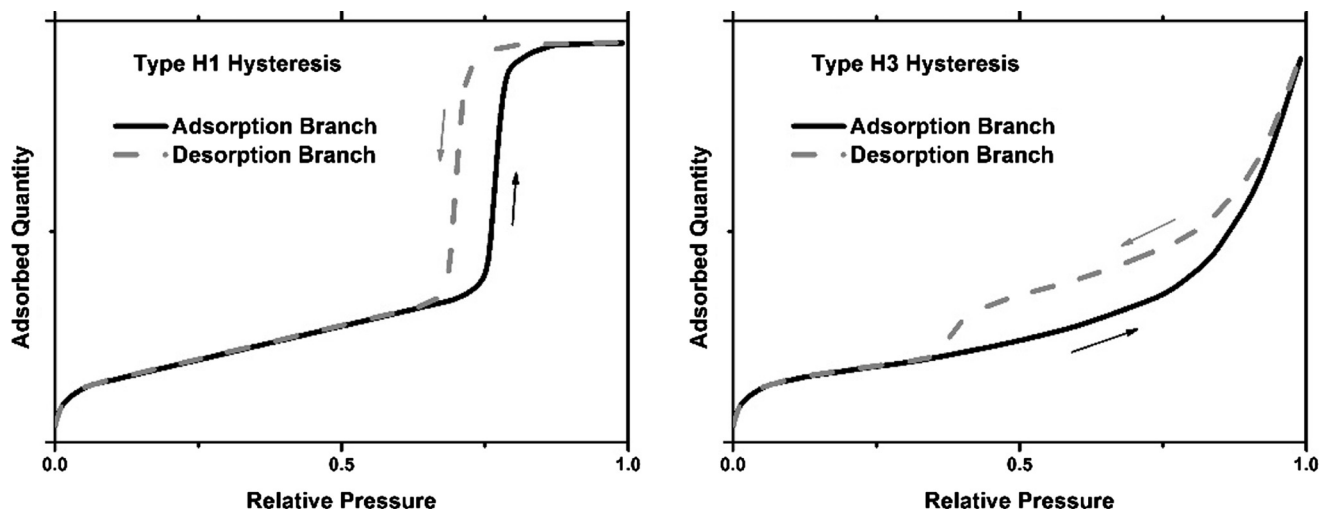 Type H1 Hysteresis
Adsorption Branch
Desorption Branch
Adsorbed Quantity
0.0
0.5
1.0
Relative Pressure
Type H3 Hysteresis
Adsorption Branch
Desorption Branch
Adsorbed Quantity
0.0
0.5
1.0
Relative Pressure